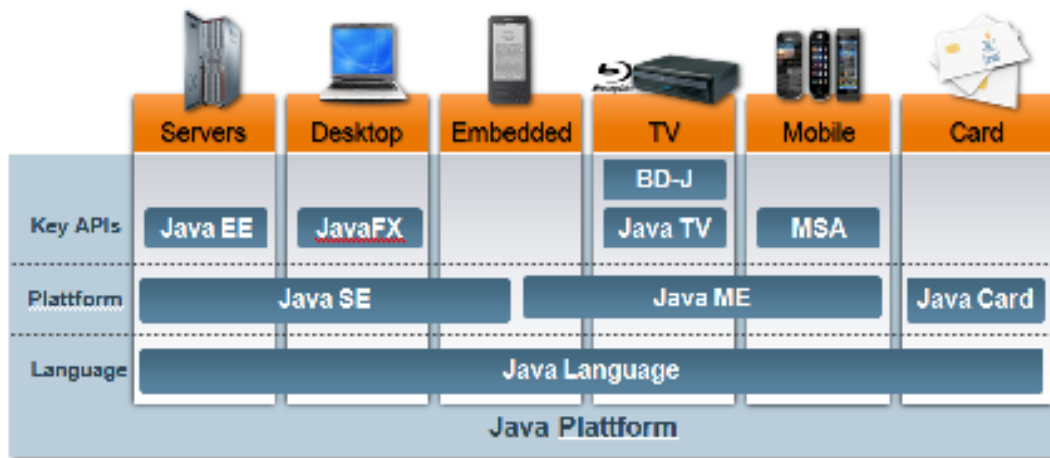 Servers Desktop Embedded TV Mobile Card
BD-J
Key APIs Java EE JavaFX Java TV MSA
Plattform Java SE Java ME Java Card
Language Java Language
Java Plattform